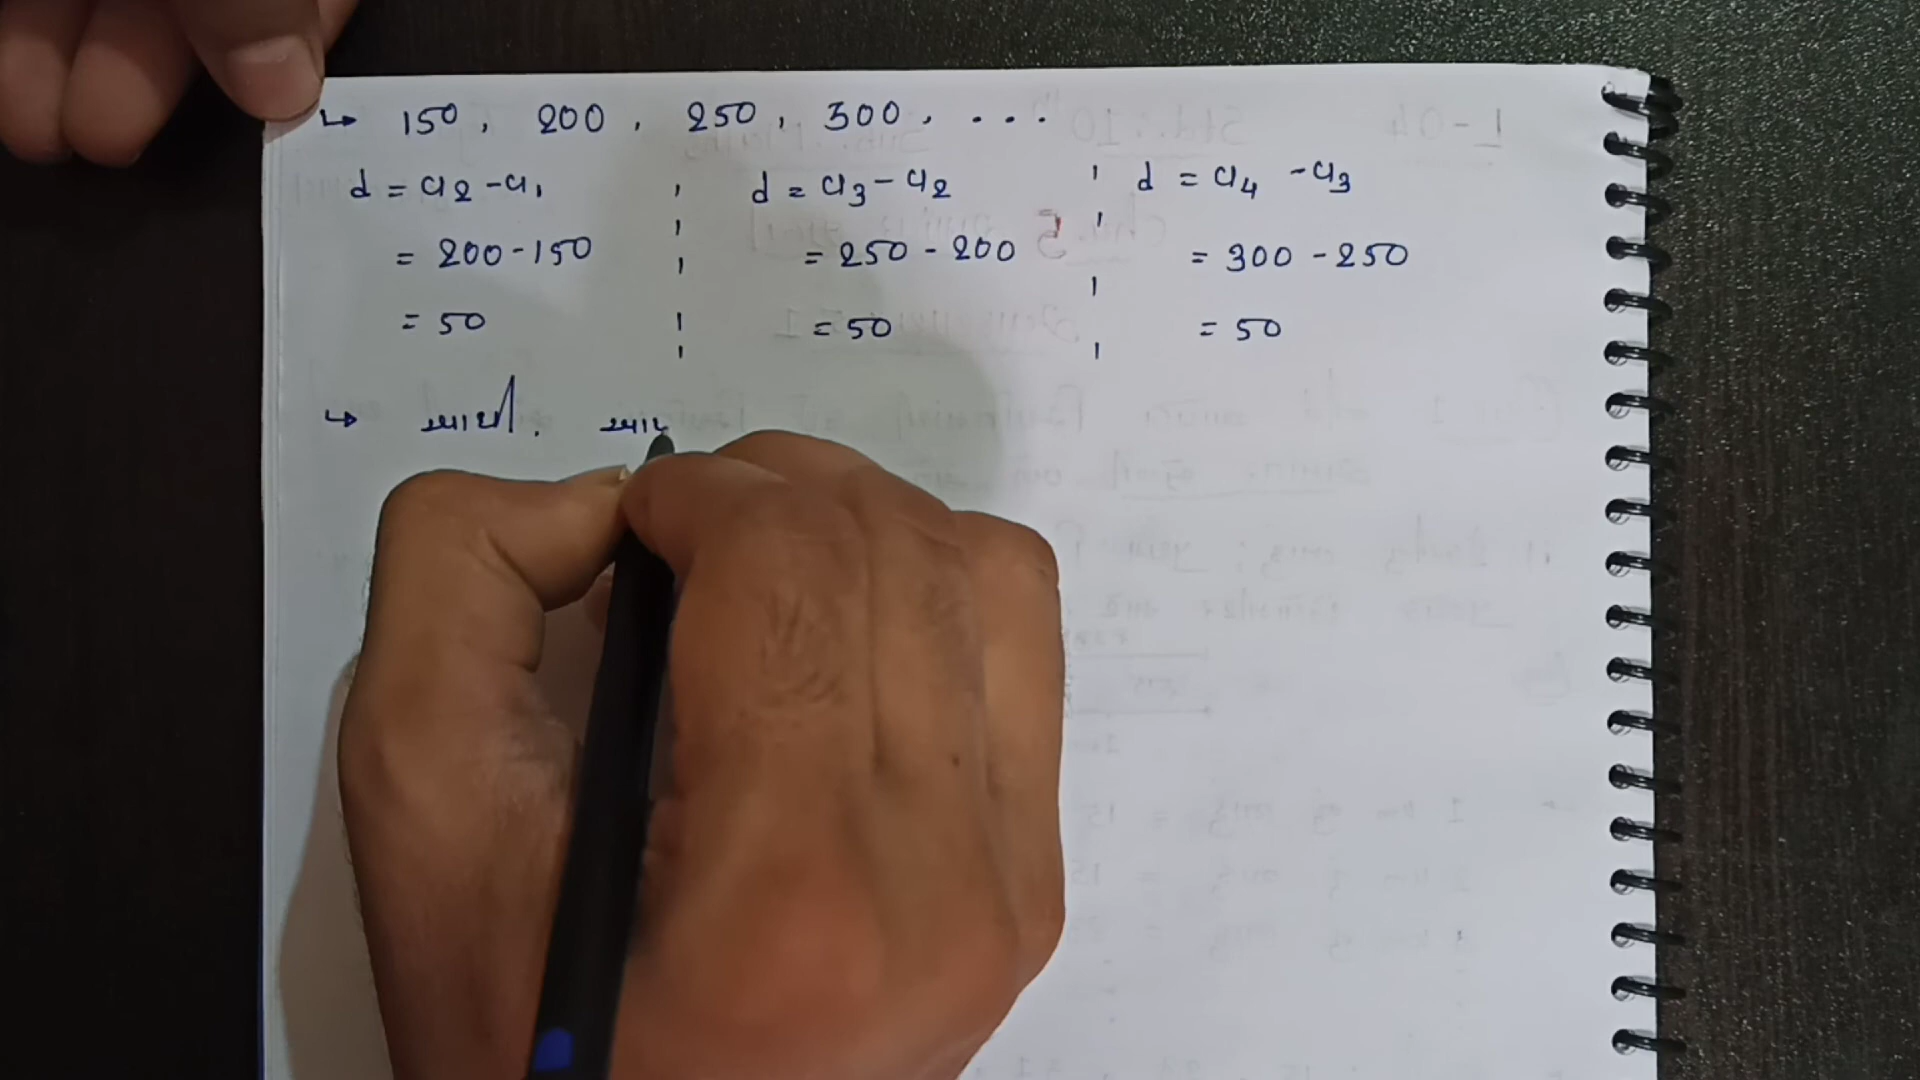 ↳ 150, 200, 250, 300, ...
d = a2 - a1 d = a3 - a2 d = a4 - a3
= 200 - 150 = 250 - 200 = 300 - 250
= 50 = 50 = 50
↳ આથી. આપ